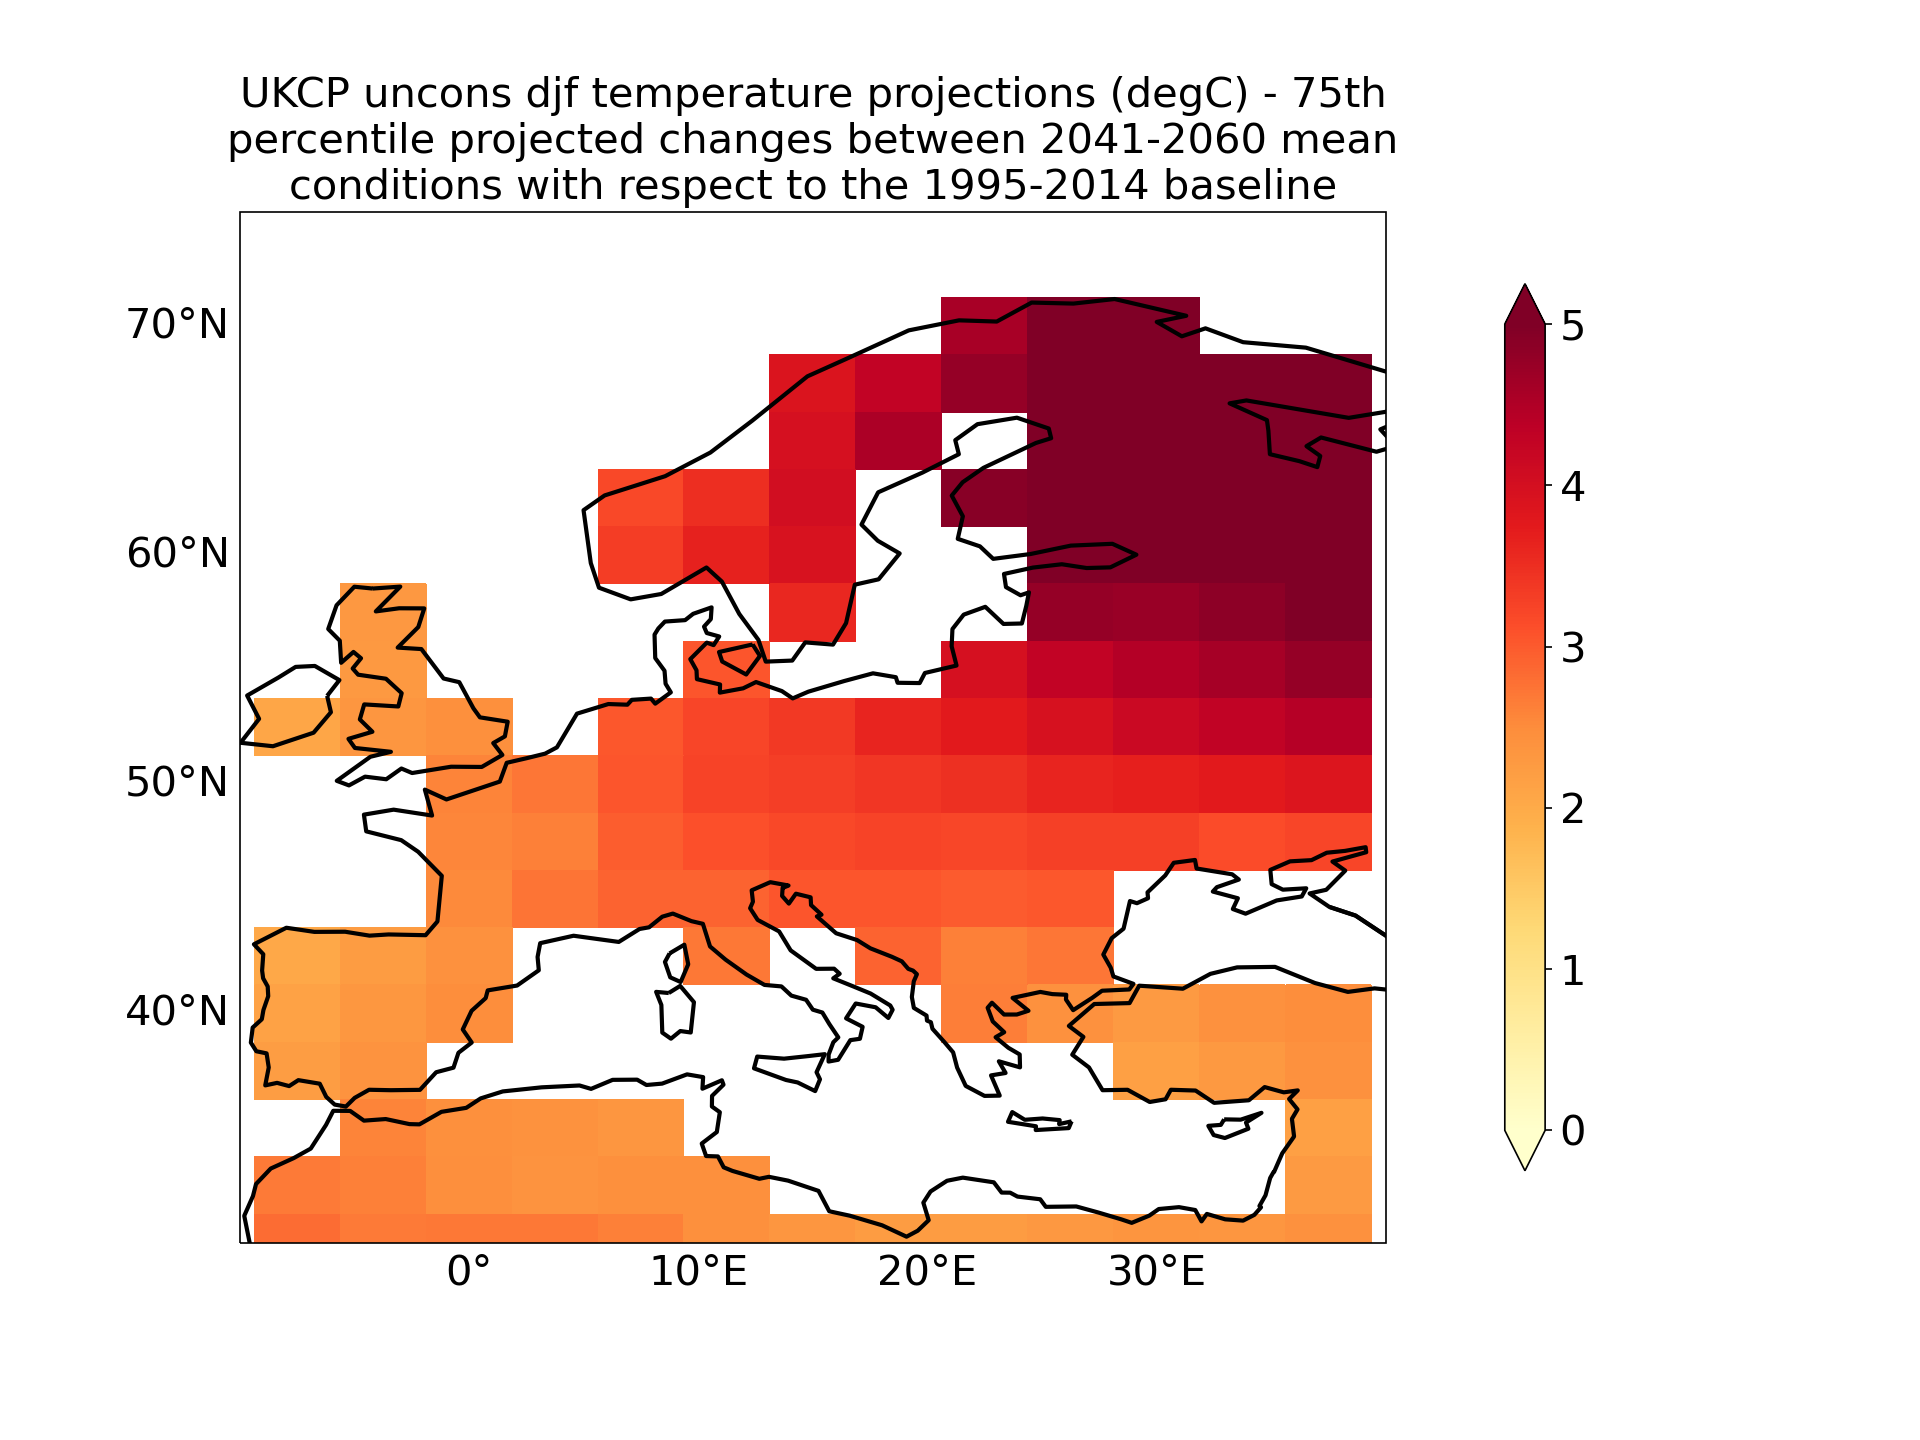 UKCP uncons djf temperature projections (degC) - 75th
percentile projected changes between 2041-2060 mean
conditions with respect to the 1995-2014 baseline
70°N
60°N
50°N
40°N
0°
10°E
20°E
30°E
5
4
3
2
1
0